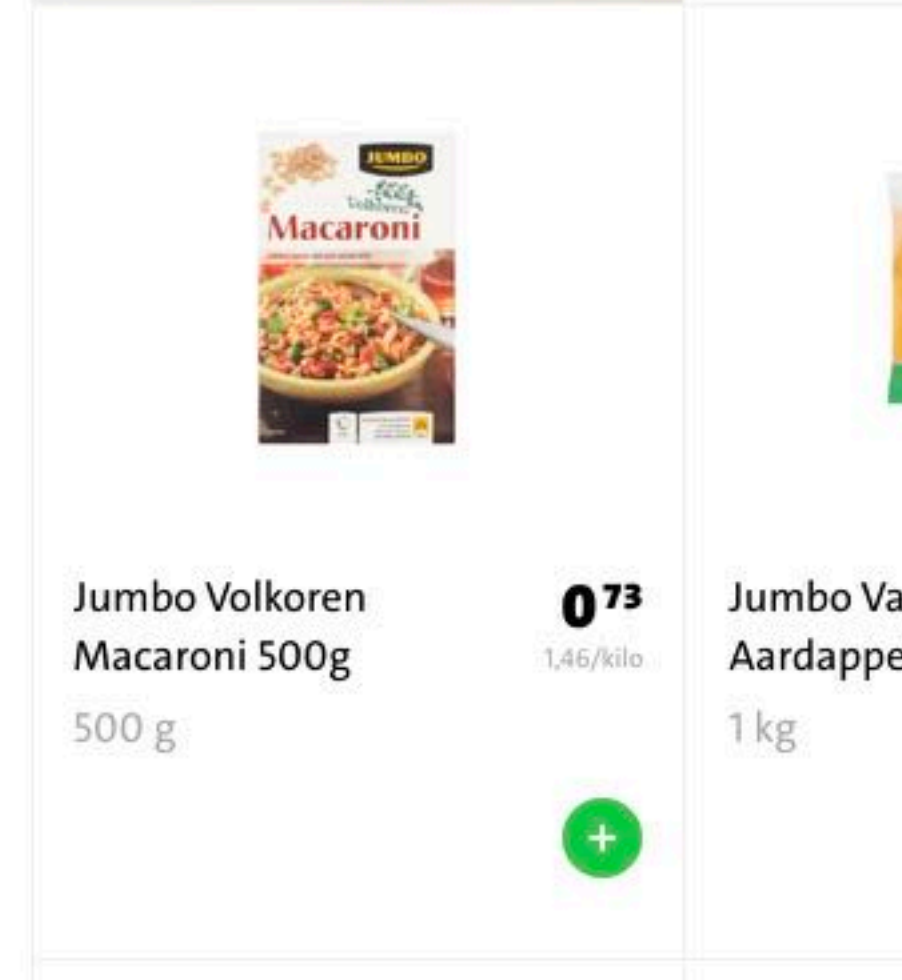 JUMBO
Volkoren
Macaroni
Jumbo Volkoren
Macaroni 500g
500 g
0 73
1,46/kilo
+
Jumbo Va
Aardappe
1 kg